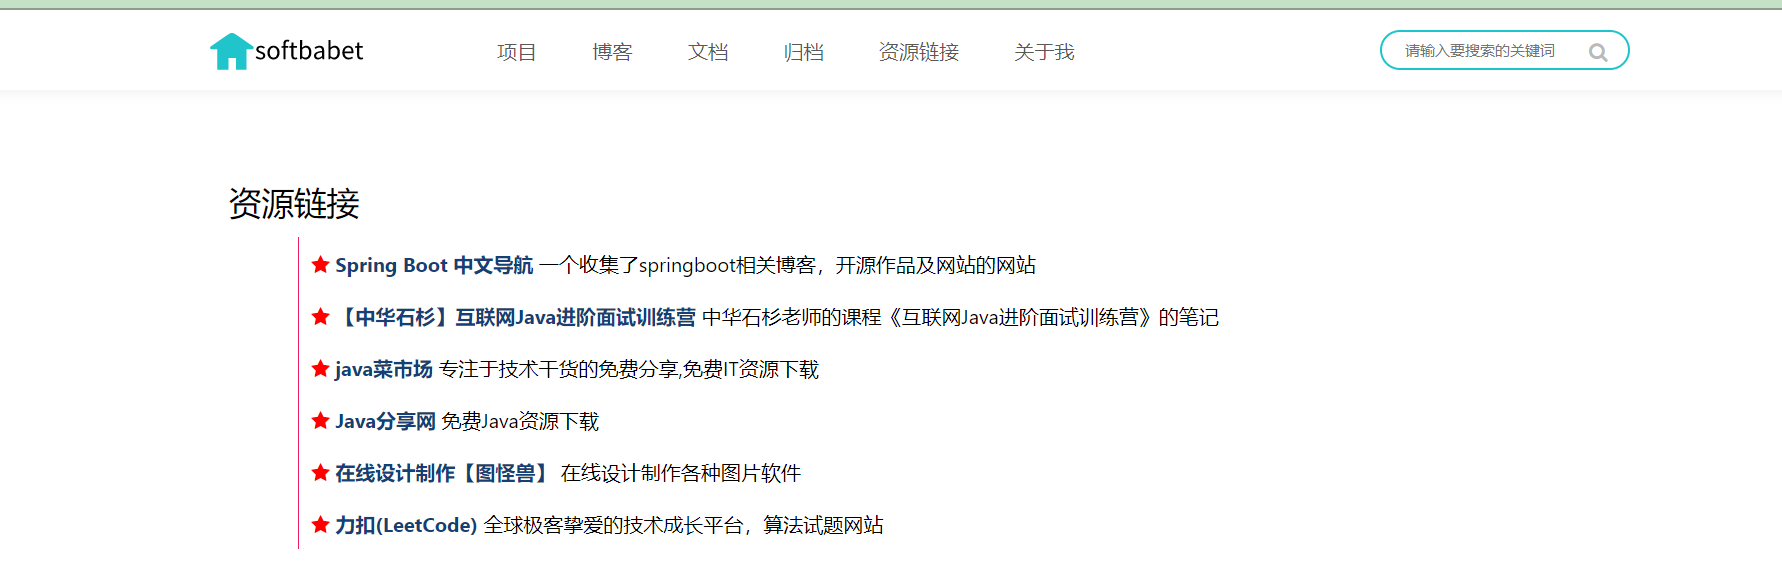 softbabet 项目 博客 文档 归档 资源链接 关于我 请输入要搜索的关键词
资源链接
Spring Boot 中文导航 一个收集了springboot相关博客，开源作品及网站的网站
【中华石杉】互联网Java进阶面试训练营 中华石杉老师的课程《互联网Java进阶面试训练营》的笔记
java菜市场 专注于技术干货的免费分享,免费IT资源下载
Java分享网 免费Java资源下载
在线设计制作【图怪兽】 在线设计制作各种图片软件
力扣(LeetCode) 全球极客挚爱的技术成长平台，算法试题网站